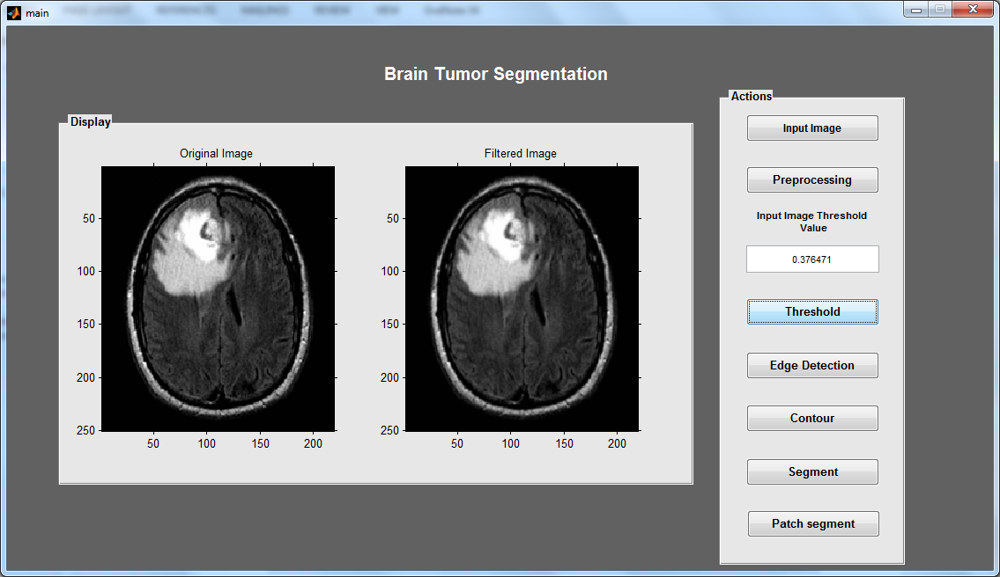 main
Brain Tumor Segmentation
Display
Original Image
50
100
150
200
250
50
100
150
200
Filtered Image
50
100
150
200
250
50
100
150
200
Actions
Input Image
Preprocessing
Input Image Threshold
Value
0.376471
Threshold
Edge Detection
Contour
Segment
Patch segment